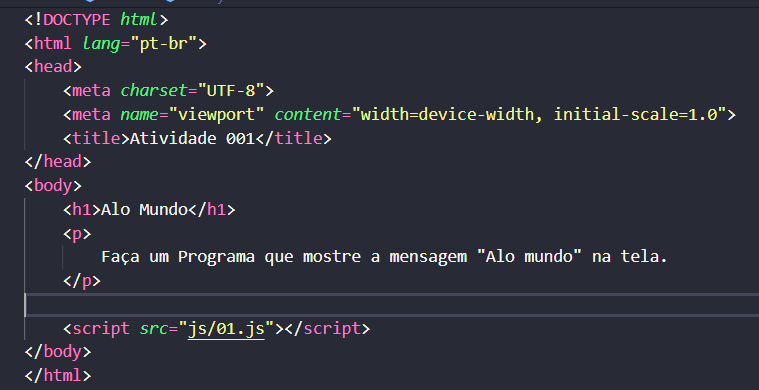 <!DOCTYPE html>
<html lang="pt-br">
<head>
    <meta charset="UTF-8">
    <meta name="viewport" content="width=device-width, initial-scale=1.0">
    <title>Atividade 001</title>
</head>
<body>
    <h1>Alo Mundo</h1>
    <p>
        Faça um Programa que mostre a mensagem "Alo mundo" na tela.
    </p>
    <script src="js/01.js"></script>
</body>
</html>